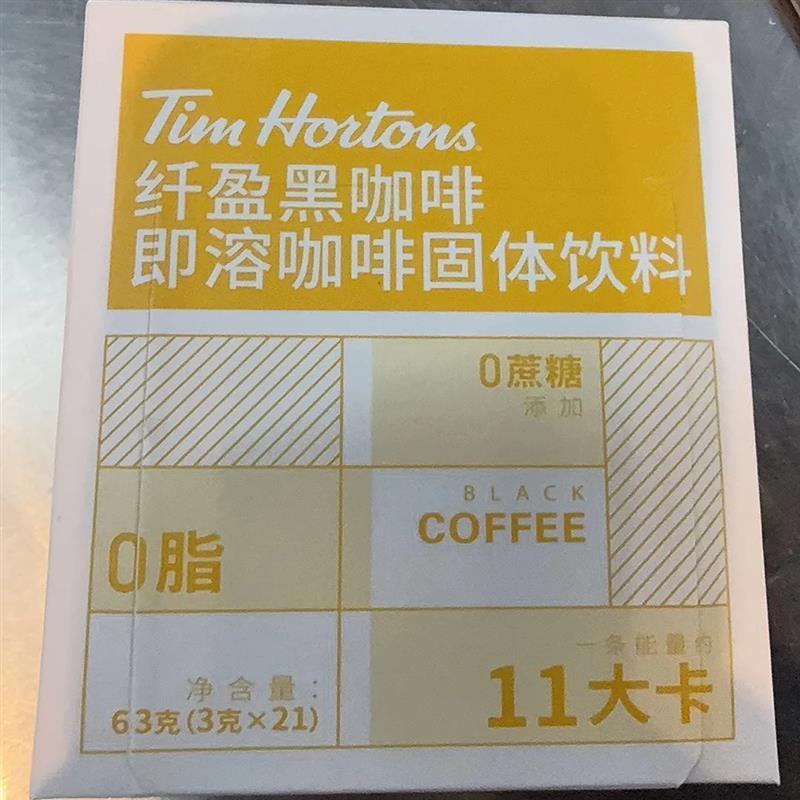 Tim Hortons
纤盈黑咖啡
即溶咖啡固体饮料
0蔗糖
添加
BLACK
COFFEE
0脂
净含量:
63克(3克×21)
一条能量约
11大卡